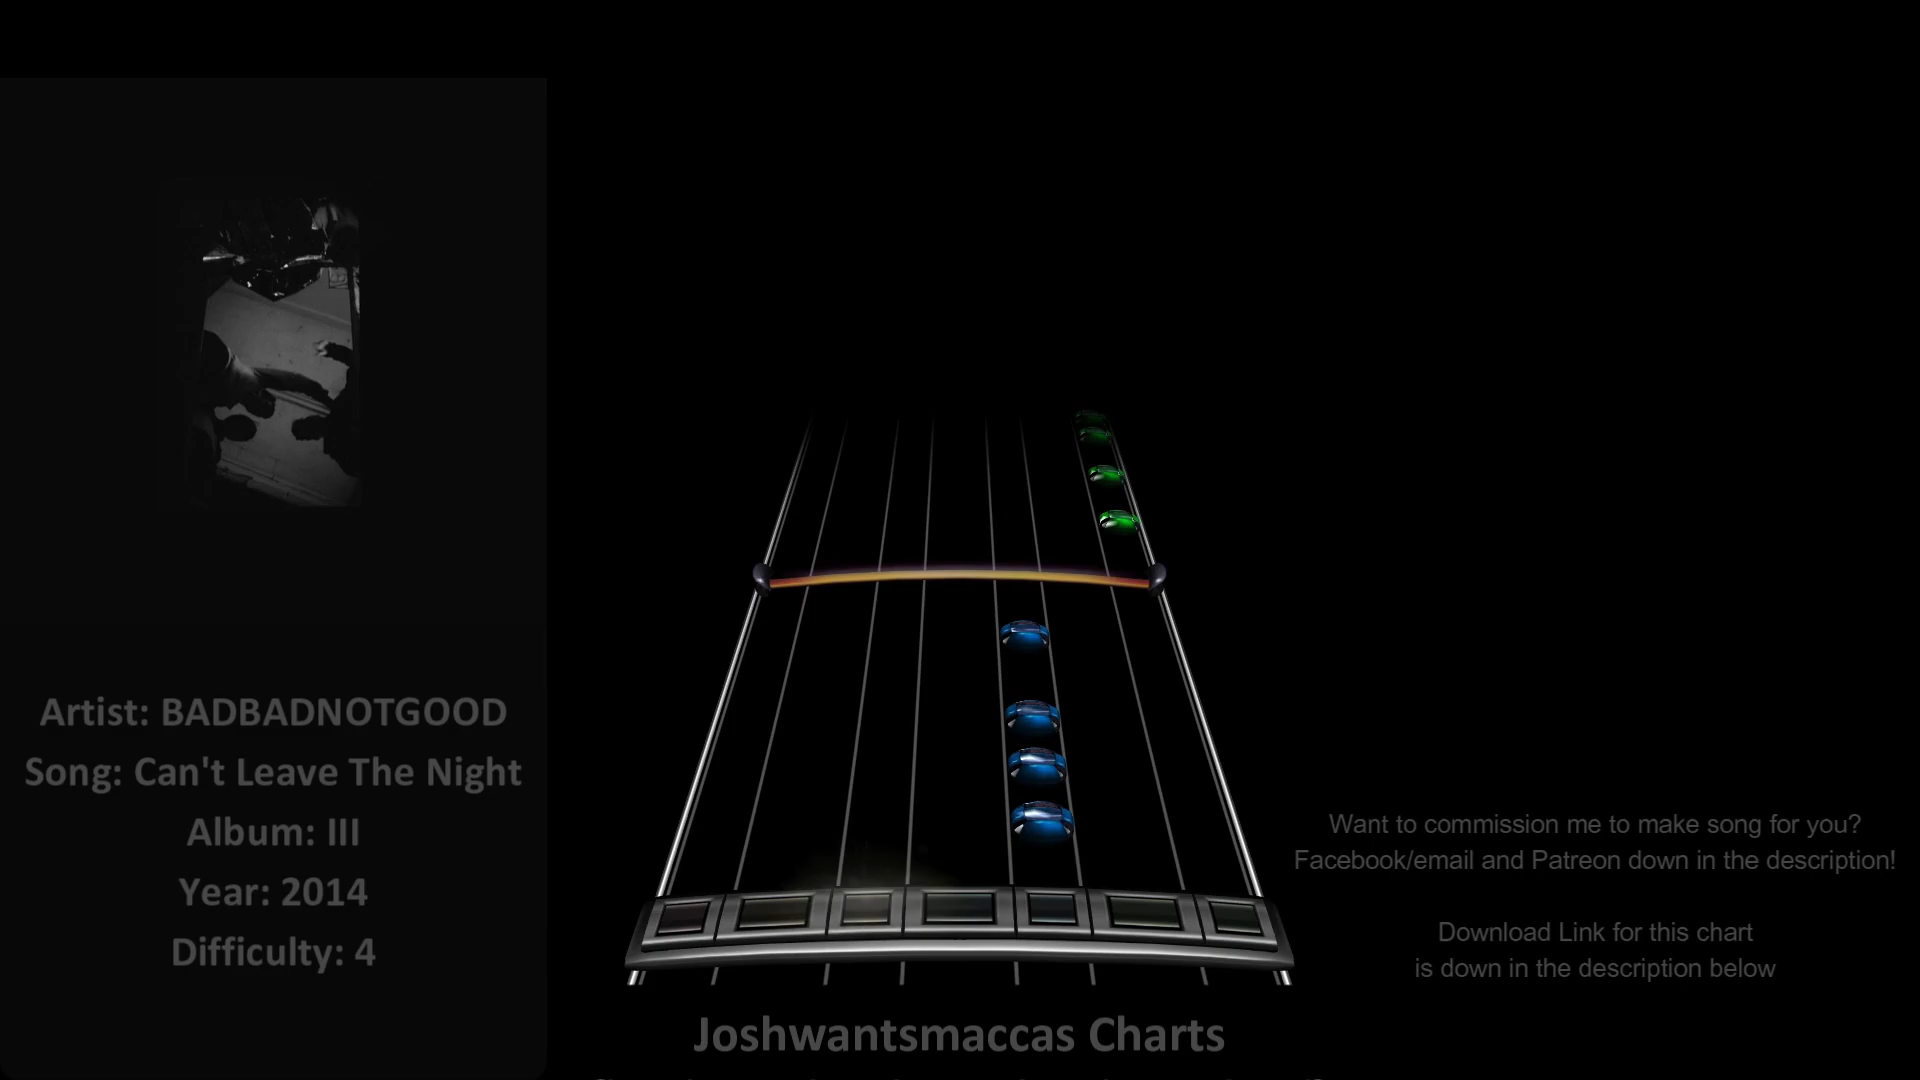 Artist: BADBADNOTGOOD
Song: Can't Leave The Night
Album: III
Year: 2014
Difficulty: 4
Want to commission me to make song for you?
Facebook/email and Patreon down in the description!
Download Link for this chart
is down in the description below
Joshwantsmaccas Charts